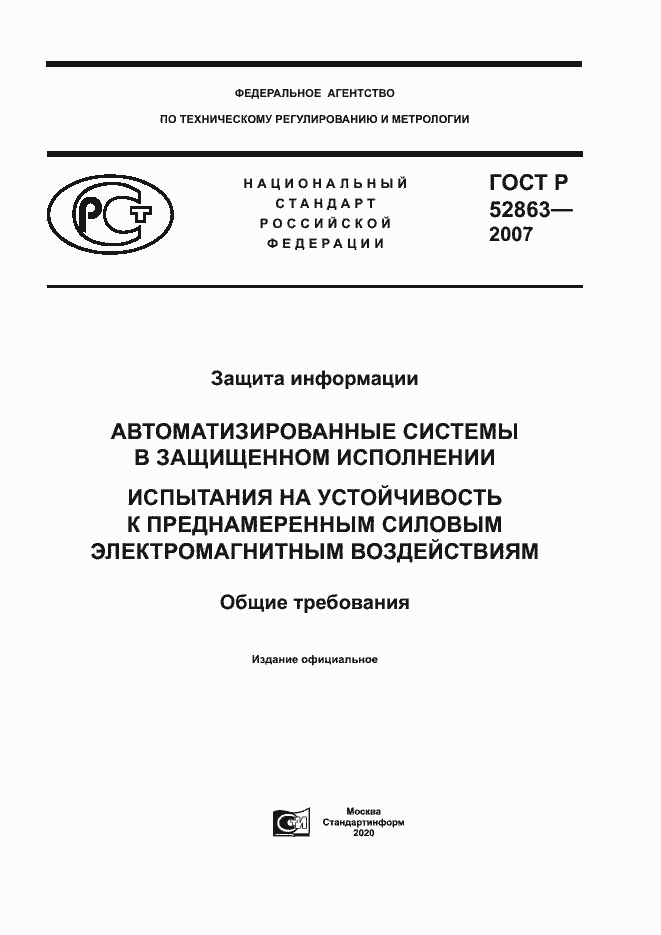 ФЕДЕРАЛЬНОЕ АГЕНТСТВО
ПО ТЕХНИЧЕСКОМУ РЕГУЛИРОВАНИЮ И МЕТРОЛОГИИ
РСТ
НАЦИОНАЛЬНЫЙ
СТАНДАРТ
РОССИЙСКОЙ
ФЕДЕРАЦИИ
ГОСТ Р
52863—
2007
Защита информации
АВТОМАТИЗИРОВАННЫЕ СИСТЕМЫ
В ЗАЩИЩЕННОМ ИСПОЛНЕНИИ
ИСПЫТАНИЯ НА УСТОЙЧИВОСТЬ
К ПРЕДНАМЕРЕННЫМ СИЛОВЫМ
ЭЛЕКТРОМАГНИТНЫМ ВОЗДЕЙСТВИЯМ
Общие требования
Издание официальное
Москва
Стандартинформ
2020